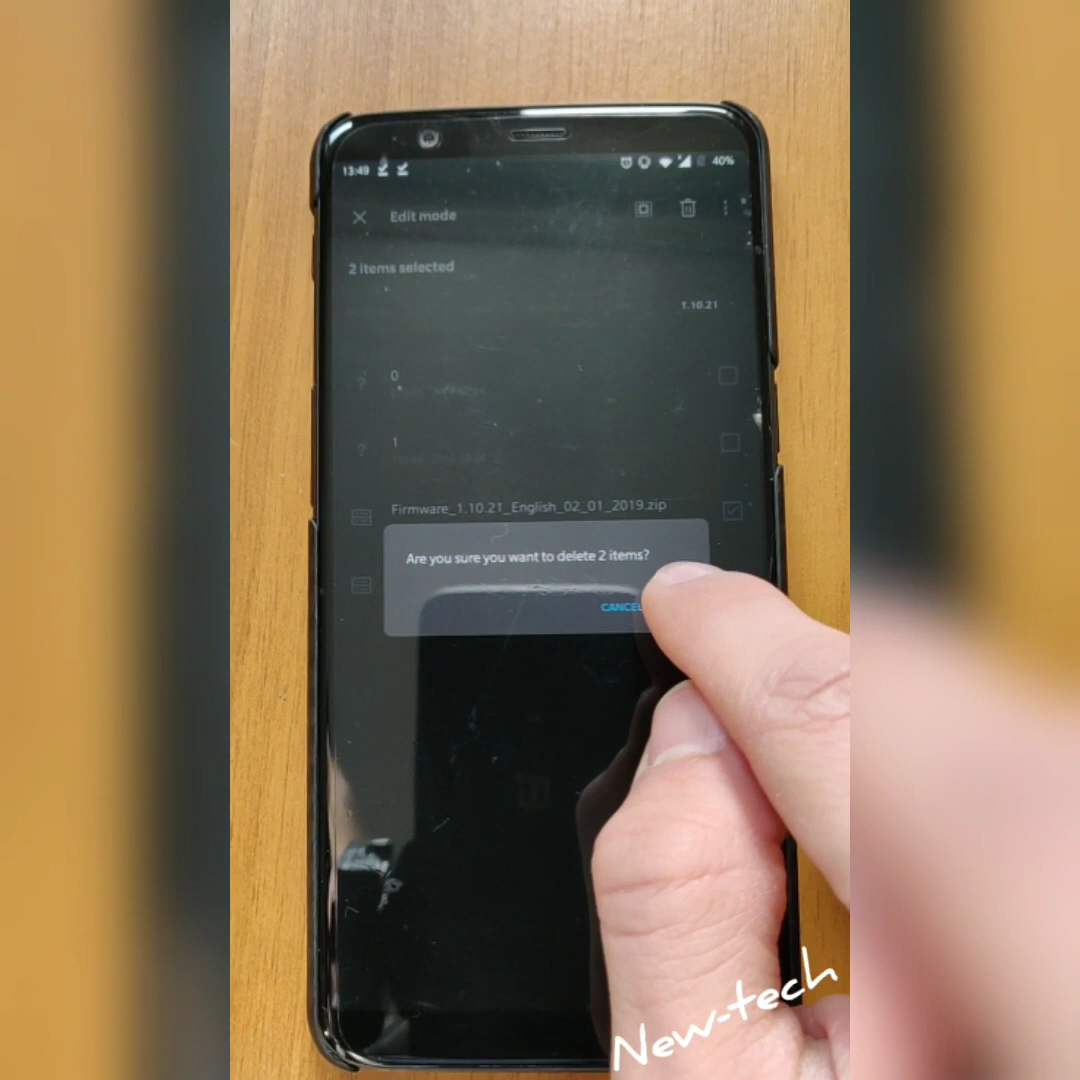 13:49 40%
Edit mode
2 items selected
1.10.21
? 0
? 1
Firmware_1.10.21_English_02_01_2019.zip
Are you sure you want to delete 2 items?
CANCEL
New-tech